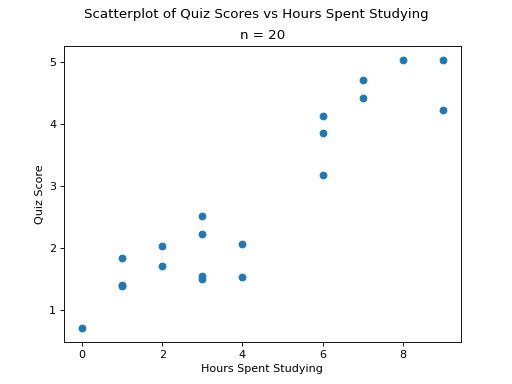 Scatterplot of Quiz Scores vs Hours Spent Studying
n = 20
5
4
3
2
1
Quiz Score
0 2 4 6 8
Hours Spent Studying